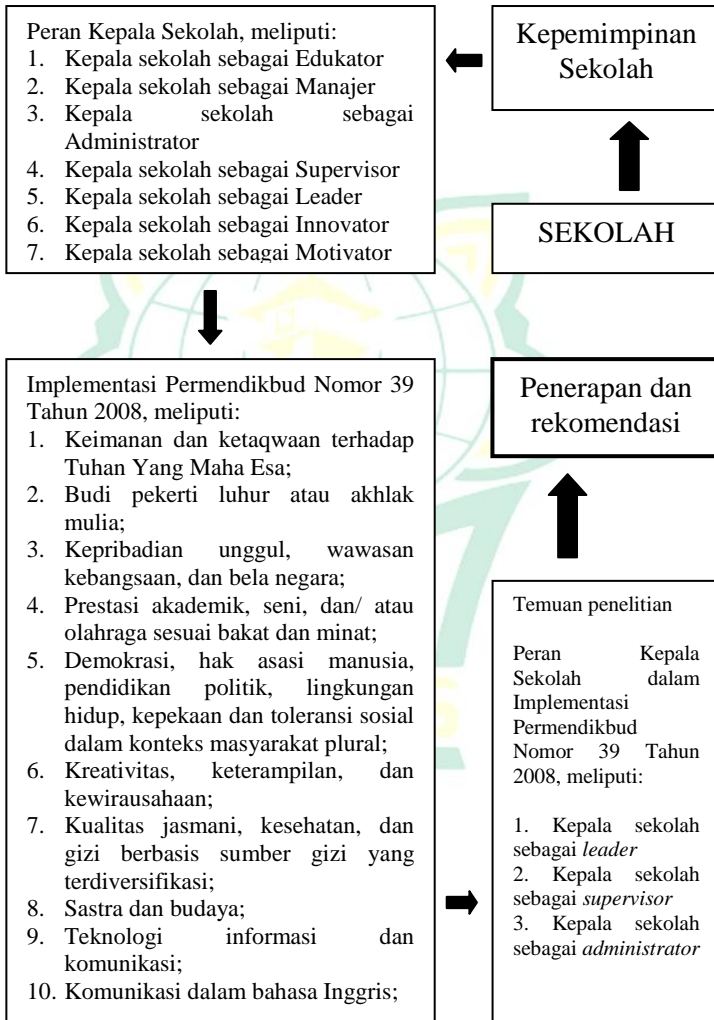 Peran Kepala Sekolah, meliputi:
1. Kepala sekolah sebagai Edukator
2. Kepala sekolah sebagai Manajer
3. Kepala sekolah sebagai
Administrator
4. Kepala sekolah sebagai Supervisor
5. Kepala sekolah sebagai Leader
6. Kepala sekolah sebagai Innovator
7. Kepala sekolah sebagai Motivator
Kepemimpinan
Sekolah
SEKOLAH
Implementasi Permendikbud Nomor 39
Tahun 2008, meliputi:
1. Keimanan dan ketaqwaan terhadap
Tuhan Yang Maha Esa;
2. Budi pekerti luhur atau akhlak
mulia;
3. Kepribadian unggul, wawasan
kebangsaan, dan bela negara;
4. Prestasi akademik, seni, dan/ atau
olahraga sesuai bakat dan minat;
5. Demokrasi, hak asasi manusia,
pendidikan politik, lingkungan
hidup, kepekaan dan toleransi sosial
dalam konteks masyarakat plural;
6. Kreativitas, keterampilan, dan
kewirausahaan;
7. Kualitas jasmani, kesehatan, dan
gizi berbasis sumber gizi yang
terdiversifikasi;
8. Sastra dan budaya;
9. Teknologi informasi dan
komunikasi;
10. Komunikasi dalam bahasa Inggris;
Penerapan dan
rekomendasi
Temuan penelitian
Peran Kepala
Sekolah dalam
Implementasi
Permendikbud
Nomor 39 Tahun
2008, meliputi:
1. Kepala sekolah
sebagai leader
2. Kepala sekolah
sebagai supervisor
3. Kepala sekolah
sebagai administrator